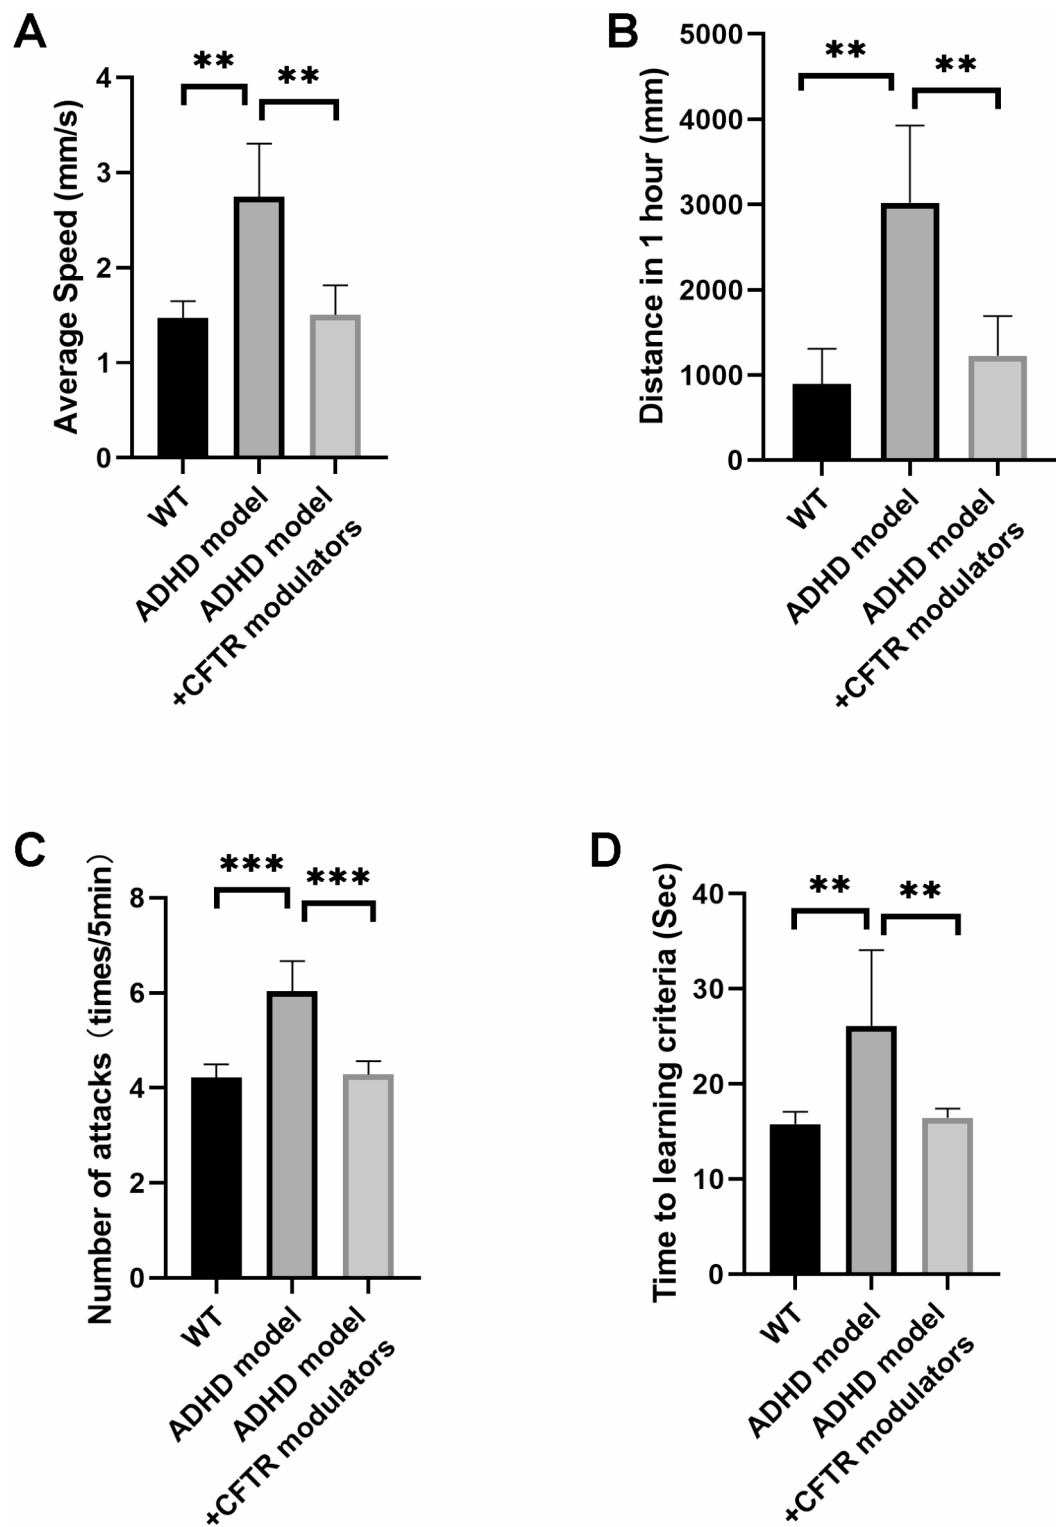 A
Average Speed (mm/s)
4
3
2
1
0
**
**
WT
ADHD model
ADHD model
+CFTR modulators
B
Distance in 1 hour (mm)
5000
4000
3000
2000
1000
0
**
**
WT
ADHD model
ADHD model
+CFTR modulators
C
Number of attacks（times/5min）
8
6
4
2
0
***
***
WT
ADHD model
ADHD model
+CFTR modulators
D
Time to learning criteria (Sec)
40
30
20
10
0
**
**
WT
ADHD model
ADHD model
+CFTR modulators